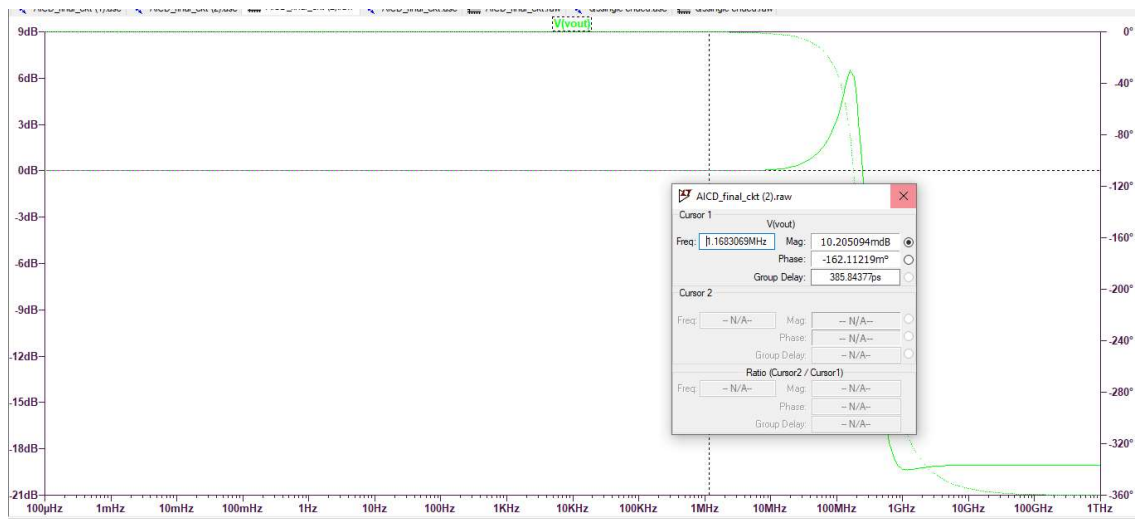 V(vout)
9dB
6dB
3dB
0dB
-3dB
-6dB
-9dB
-12dB
-15dB
-18dB
-21dB
0°
-40°
-80°
-120°
-160°
-200°
-240°
-280°
-320°
-360°
100µHz 1mHz 10mHz 100mHz 1Hz 10Hz 100Hz 1KHz 10KHz 100KHz 1MHz 10MHz 100MHz 1GHz 10GHz 100GHz 1THz
AICD_final_ckt (2).raw
Cursor 1
V(vout)
Freq: 1.1683069MHz Mag: 10.205094mdB
Phase: -162.11219m°
Group Delay: 385.84377ps
Cursor 2
Freq: -- N/A-- Mag: -- N/A--
Phase: -- N/A--
Group Delay: -- N/A--
Ratio (Cursor2 / Cursor1)
Freq: -- N/A-- Mag: -- N/A--
Phase: -- N/A--
Group Delay: -- N/A--